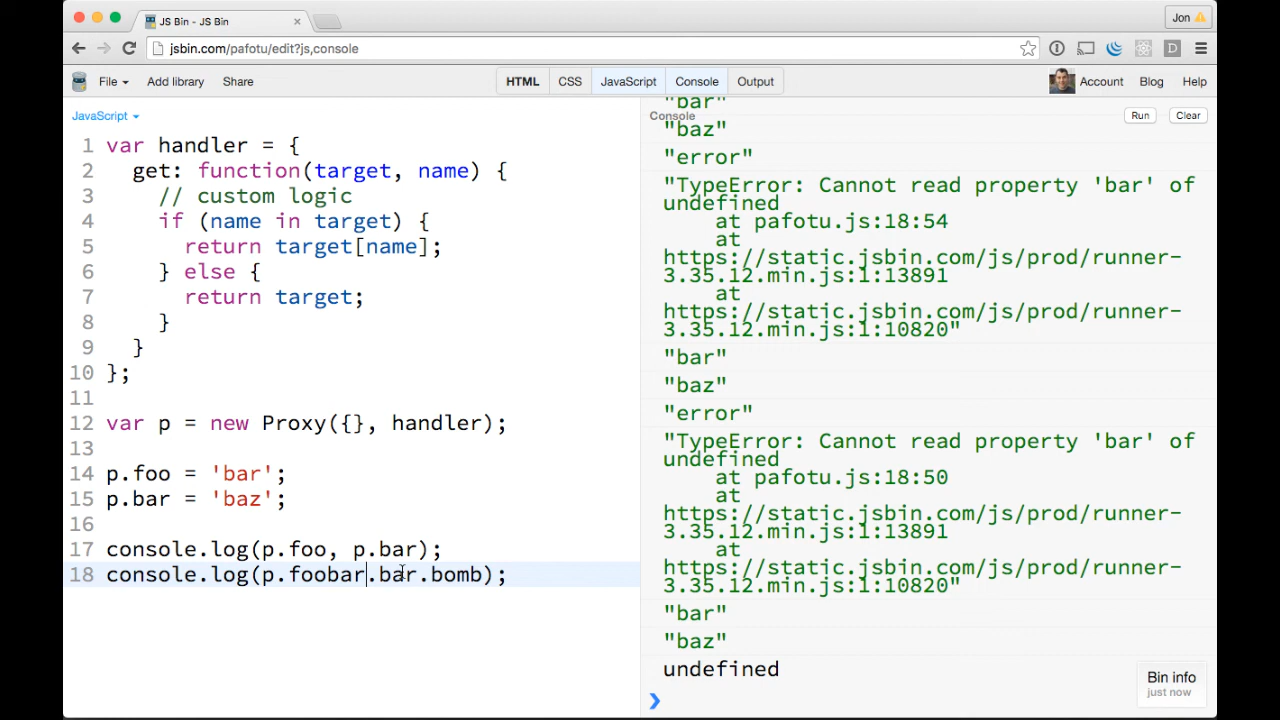 JS Bin - JS Bin
Jon
jsbin.com/pafotu/edit?js,console
File
Add library
Share
HTML
CSS
JavaScript
Console
Output
Account
Blog
Help
JavaScript
1 var handler = {
2 get: function(target, name) {
3 // custom logic
4 if (name in target) {
5 return target[name];
6 } else {
7 return target;
8 }
9 }
10 };
11
12 var p = new Proxy({}, handler);
13
14 p.foo = 'bar';
15 p.bar = 'baz';
16
17 console.log(p.foo, p.bar);
18 console.log(p.foobar.bar.bomb);
Console
Run
Clear
"bar"
"baz"
"error"
"TypeError: Cannot read property 'bar' of
undefined
at pafotu.js:18:54
at
https://static.jsbin.com/js/prod/runner-
3.35.12.min.js:1:13891
at
https://static.jsbin.com/js/prod/runner-
3.35.12.min.js:1:10820"
"bar"
"baz"
"error"
"TypeError: Cannot read property 'bar' of
undefined
at pafotu.js:18:50
at
https://static.jsbin.com/js/prod/runner-
3.35.12.min.js:1:13891
at
https://static.jsbin.com/js/prod/runner-
3.35.12.min.js:1:10820"
"bar"
"baz"
undefined
Bin info
just now